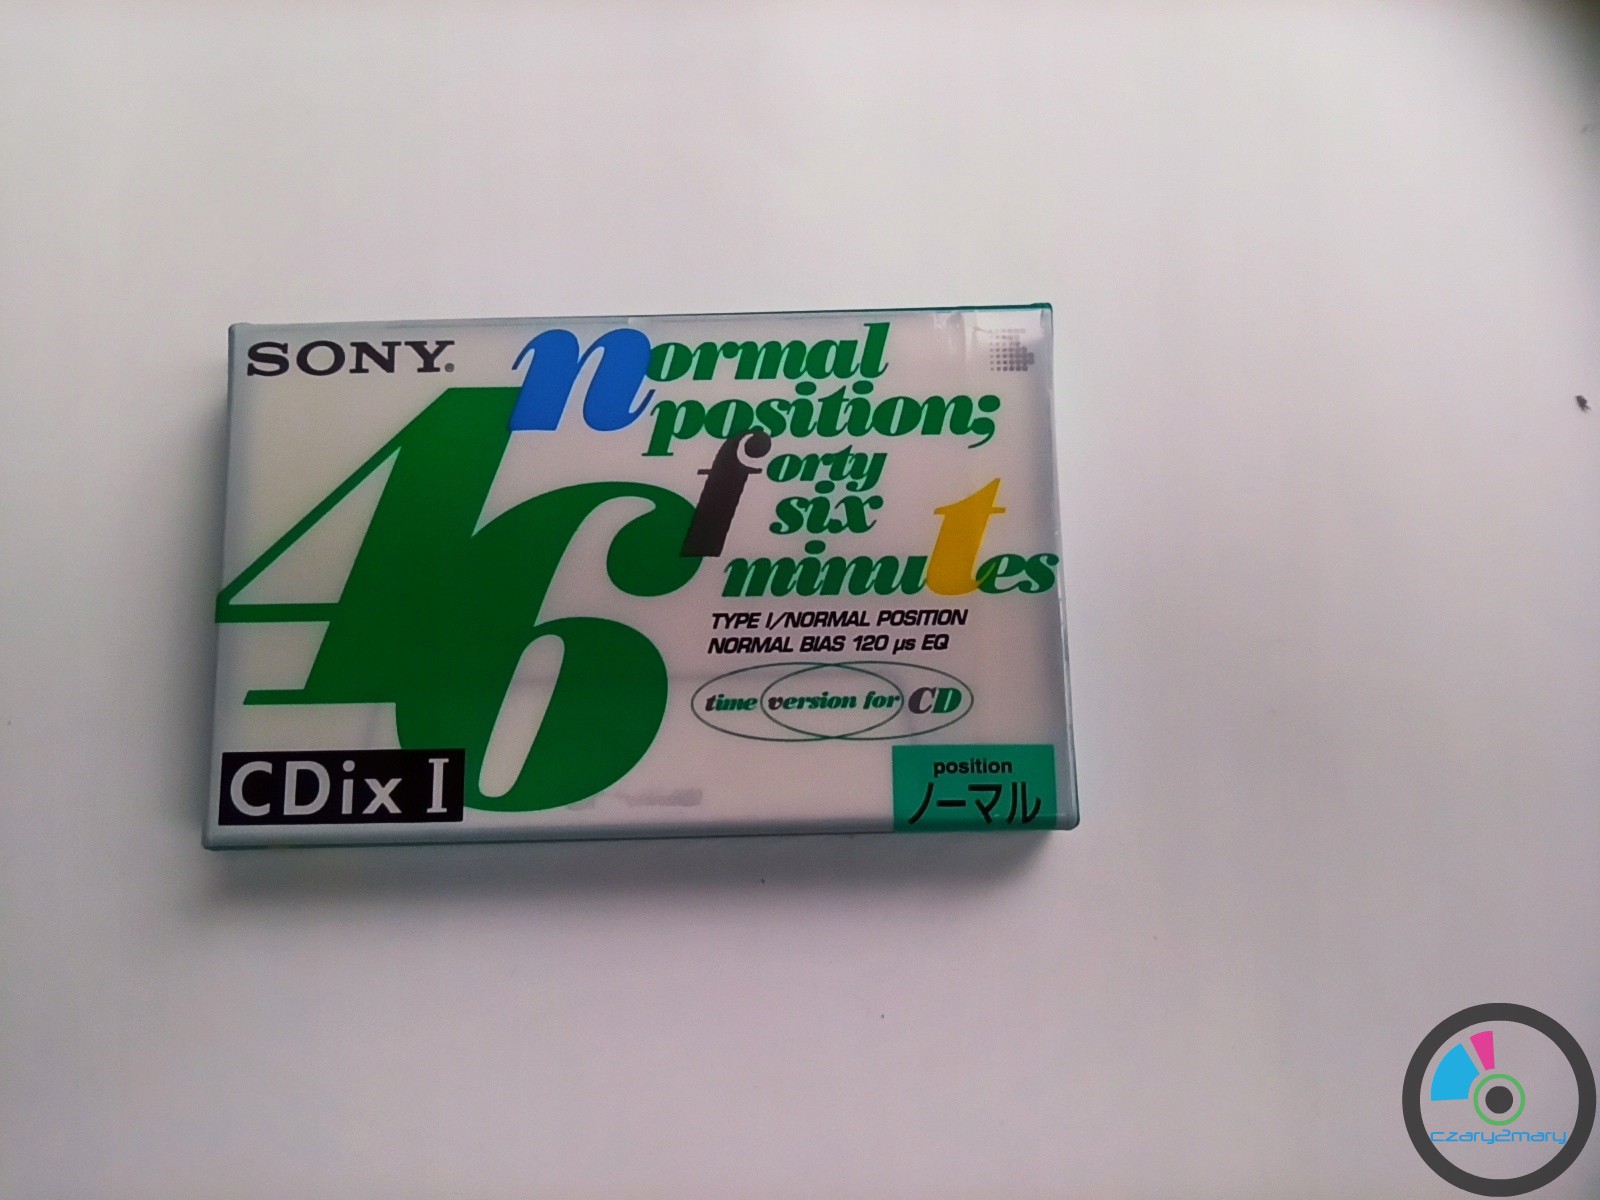 SONY®
normal
position;
forty
six
minutes
46
TYPE I/NORMAL POSITION
NORMAL BIAS 120 µs EQ
time version for CD
CDix I
position
ノーマル
czary2mary